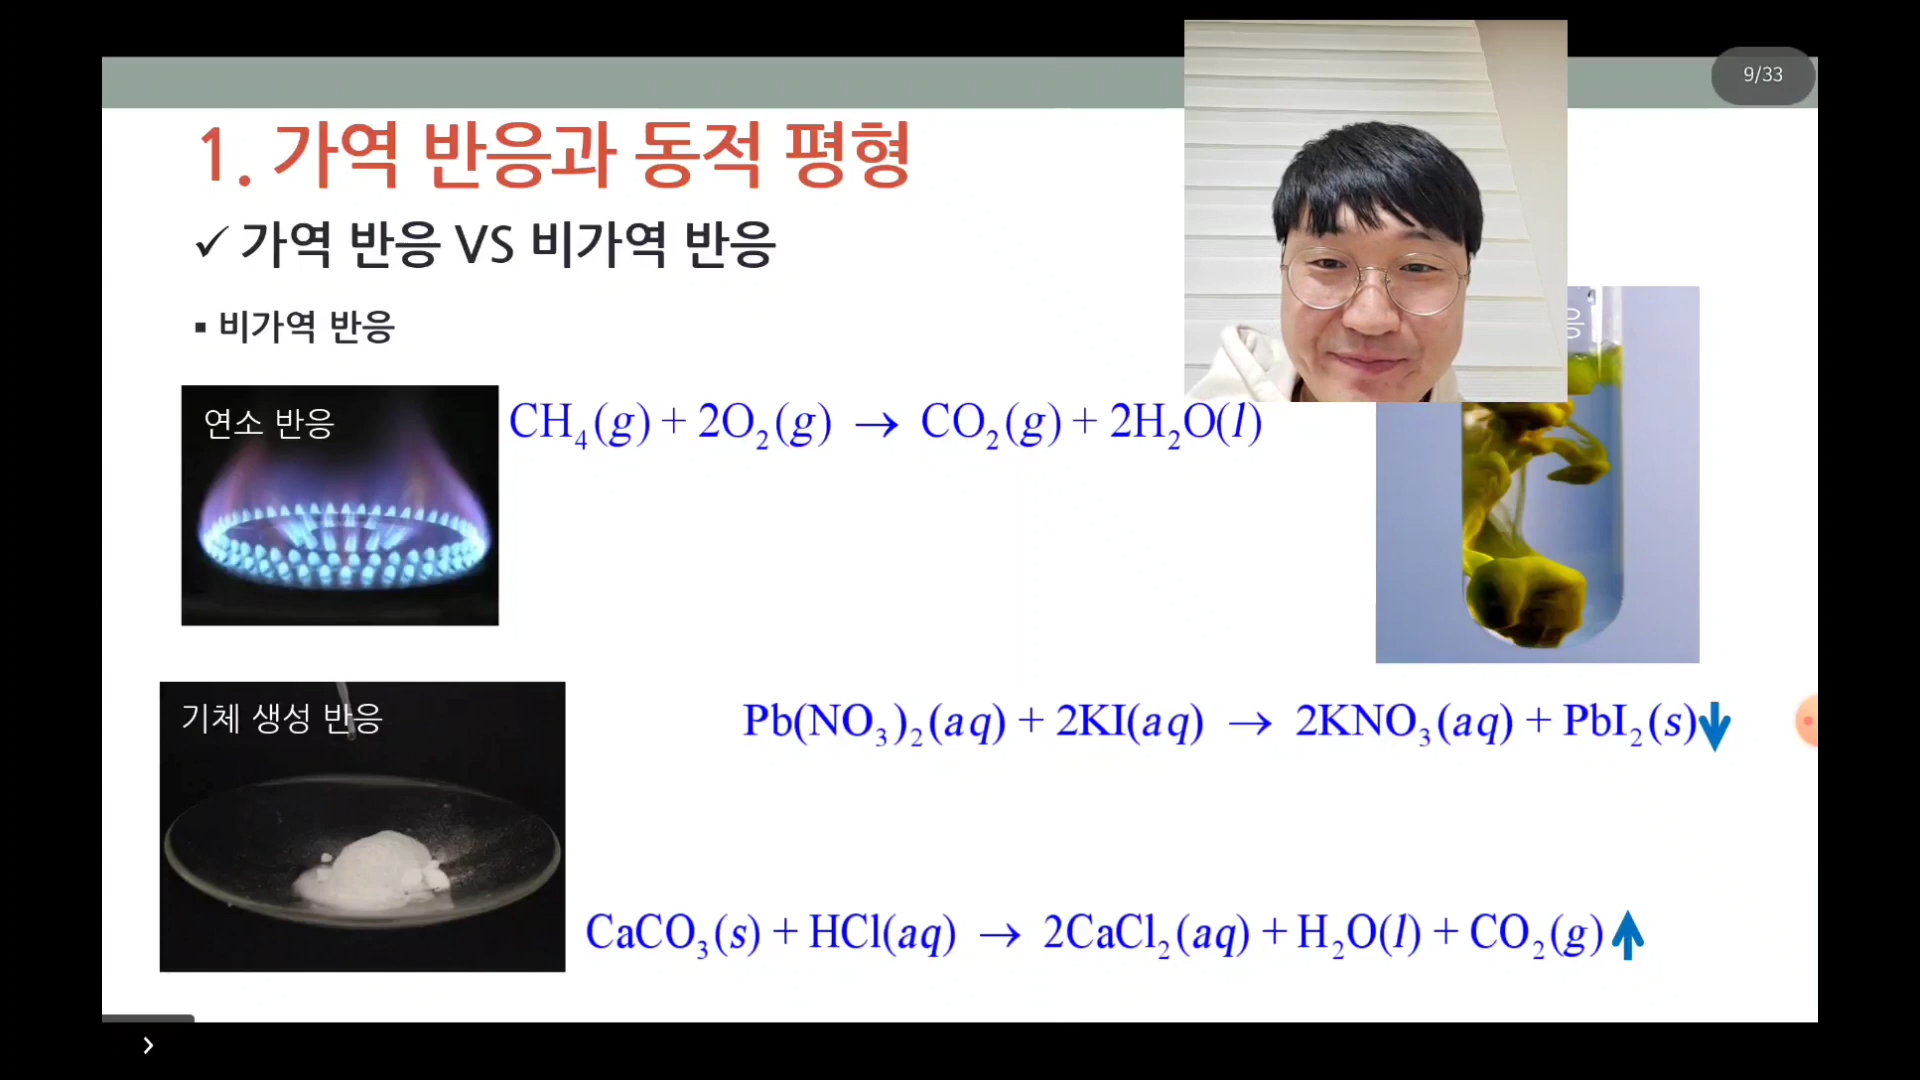 9/33
1. 가역 반응과 동적 평형
✓ 가역 반응 VS 비가역 반응
▪ 비가역 반응
연소 반응
CH₄(g) + 2O₂(g) → CO₂(g) + 2H₂O(l)
응
기체 생성 반응
Pb(NO₃)₂(aq) + 2KI(aq) → 2KNO₃(aq) + PbI₂(s)↓
CaCO₃(s) + HCl(aq) → 2CaCl₂(aq) + H₂O(l) + CO₂(g)↑